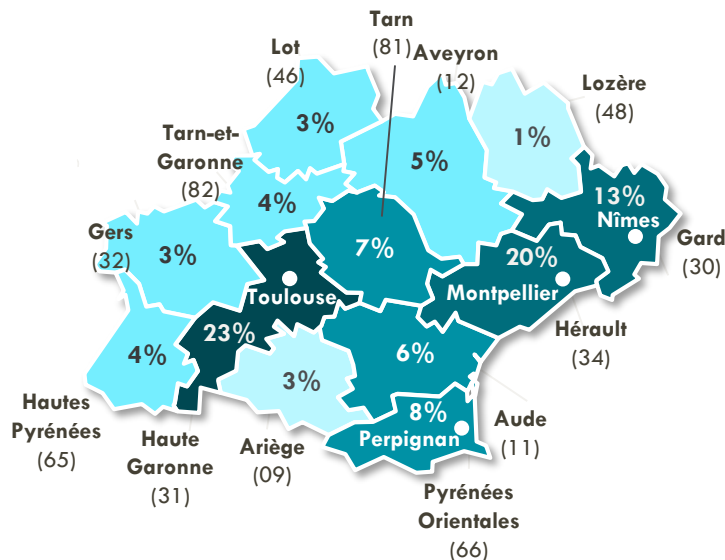 Tarn
(81)
Lot
(46)
Aveyron
(12)
Lozère
(48)
3%
1%
Tarn-et-
Garonne
(82)
5%
4%
13%
Nîmes
Gers
(32)
3%
7%
Gard
(30)
20%
Montpellier
Toulouse
23%
Hérault
(34)
4%
3%
6%
Hautes
Pyrénées
(65)
Haute
Garonne
(31)
Ariège
(09)
8%
Perpignan
Aude
(11)
Pyrénées
Orientales
(66)